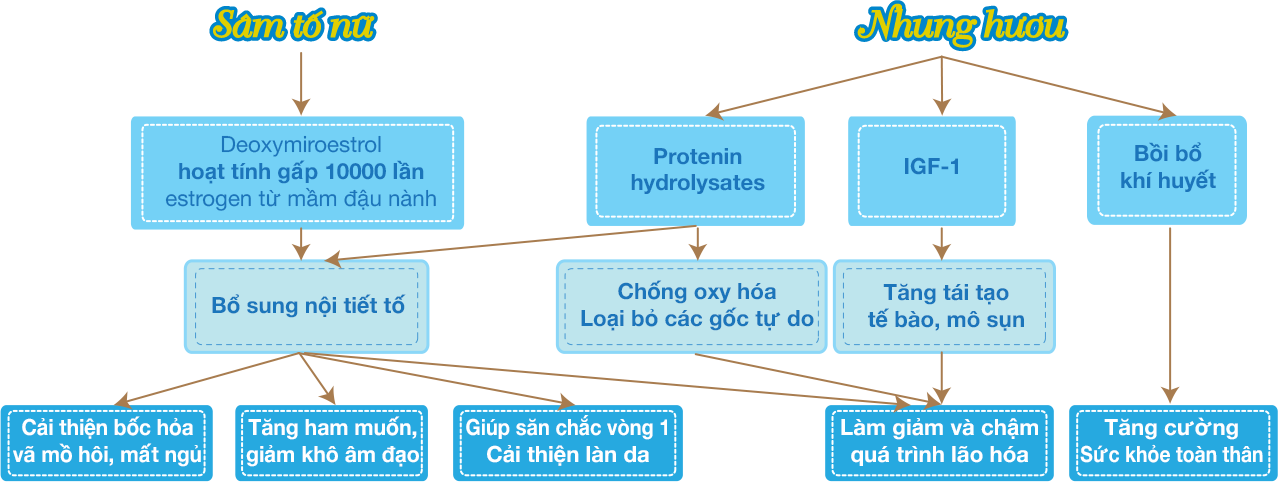 Sâm tố nữ
Nhung hươu
Deoxymiroestrol
hoạt tính gấp 10000 lần
estrogen từ mầm đậu nành
Protenin
hydrolysates
IGF-1
Bồi bổ
khí huyết
Bổ sung nội tiết tố
Chống oxy hóa
Loại bỏ các gốc tự do
Tăng tái tạo
tế bào, mô sụn
Cải thiện bốc hỏa
vã mồ hôi, mất ngủ
Tăng ham muốn,
giảm khô âm đạo
Giúp săn chắc vòng 1
Cải thiện làn da
Làm giảm và chậm
quá trình lão hóa
Tăng cường
Sức khỏe toàn thân